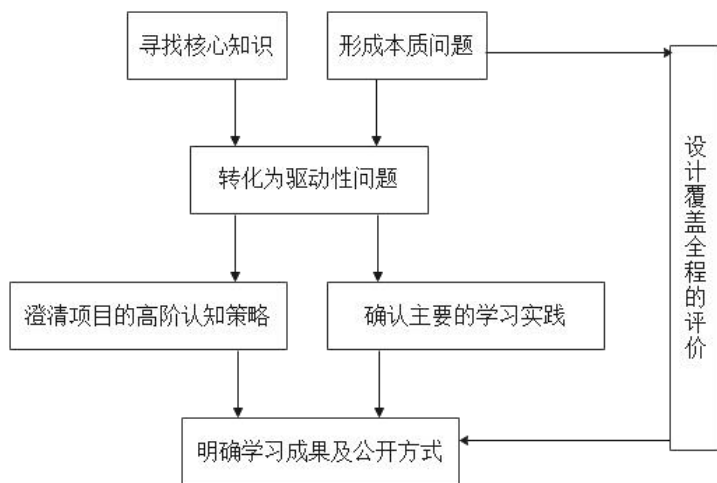 寻找核心知识
形成本质问题
转化为驱动性问题
澄清项目的高阶认知策略
确认主要的学习实践
明确学习成果及公开方式
设计覆盖全程的评价